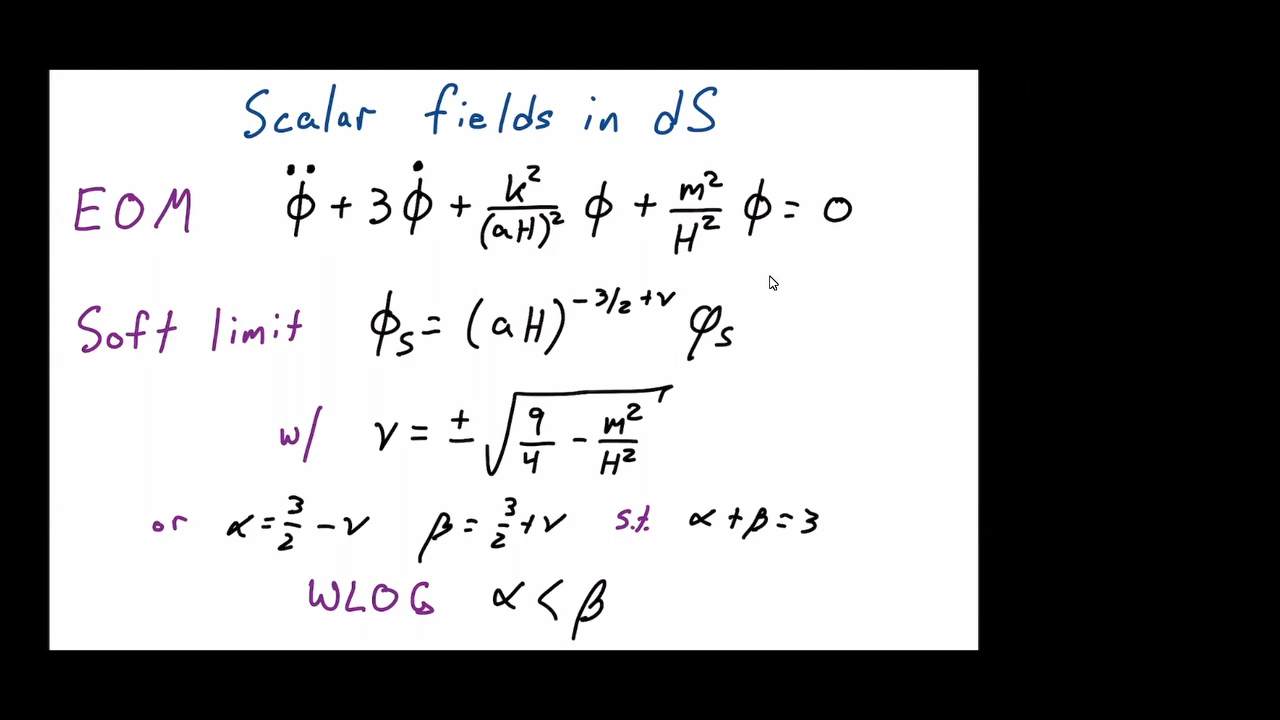 Scalar fields in dS
EOM ϕ̈ + 3ϕ̇ + k²/(aH)² ϕ + m²/H² ϕ = 0
Soft limit ϕ_S = (aH)^(-3/2+ν) φ_S
w/ ν = ± √(9/4 - m²/H²)
or α = 3/2 - ν β = 3/2 + ν s.t. α + β = 3
WLOG α < β